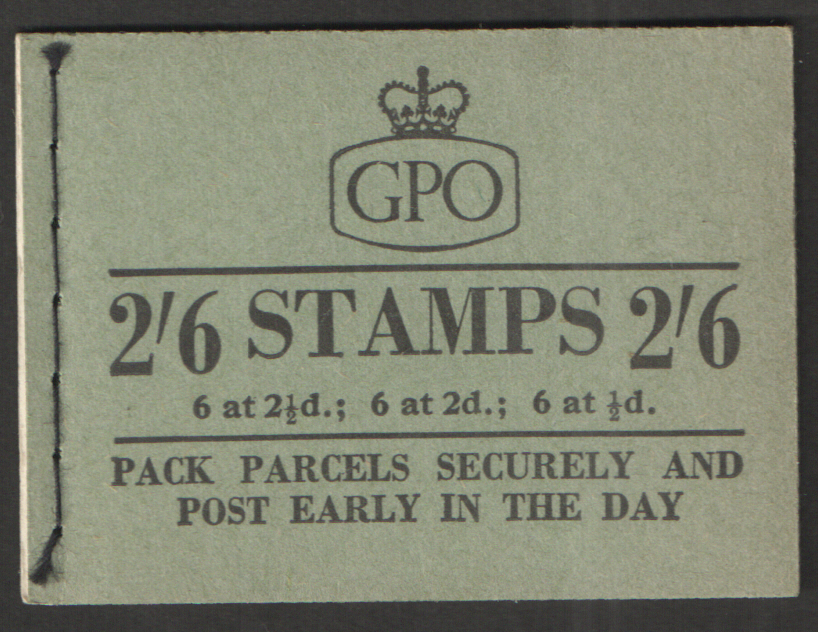 GPO
2'6 STAMPS 2'6
6 at 2½d.; 6 at 2d.; 6 at ½d.
PACK PARCELS SECURELY AND
POST EARLY IN THE DAY